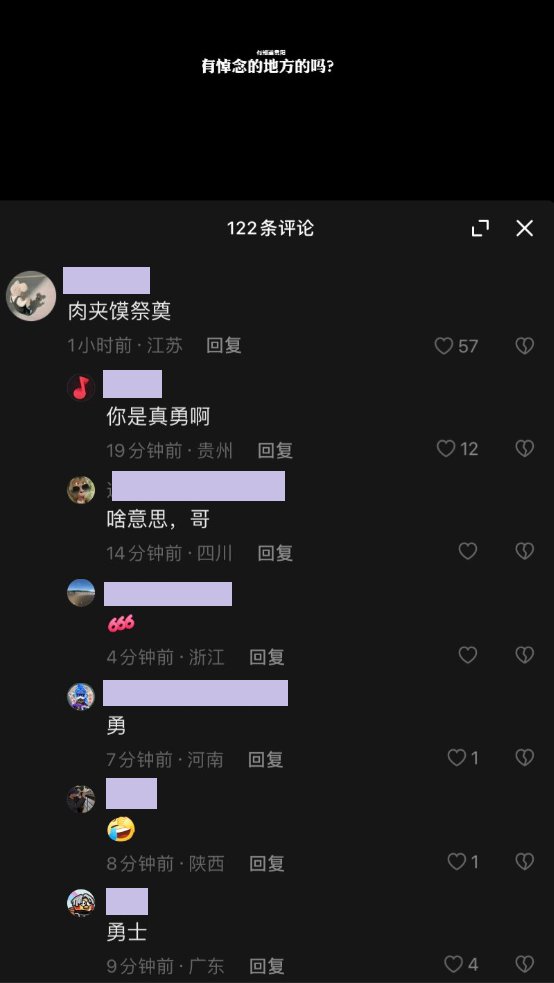 有悼念的地方的吗?
122条评论
肉夹馍祭奠
1小时前·江苏 回复 57
你是真勇啊
19分钟前·贵州 回复 12
啥意思，哥
14分钟前·四川 回复
666
4分钟前·浙江 回复
勇
7分钟前·河南 回复 1
8分钟前·陕西 回复 1
勇士
9分钟前·广东 回复 4